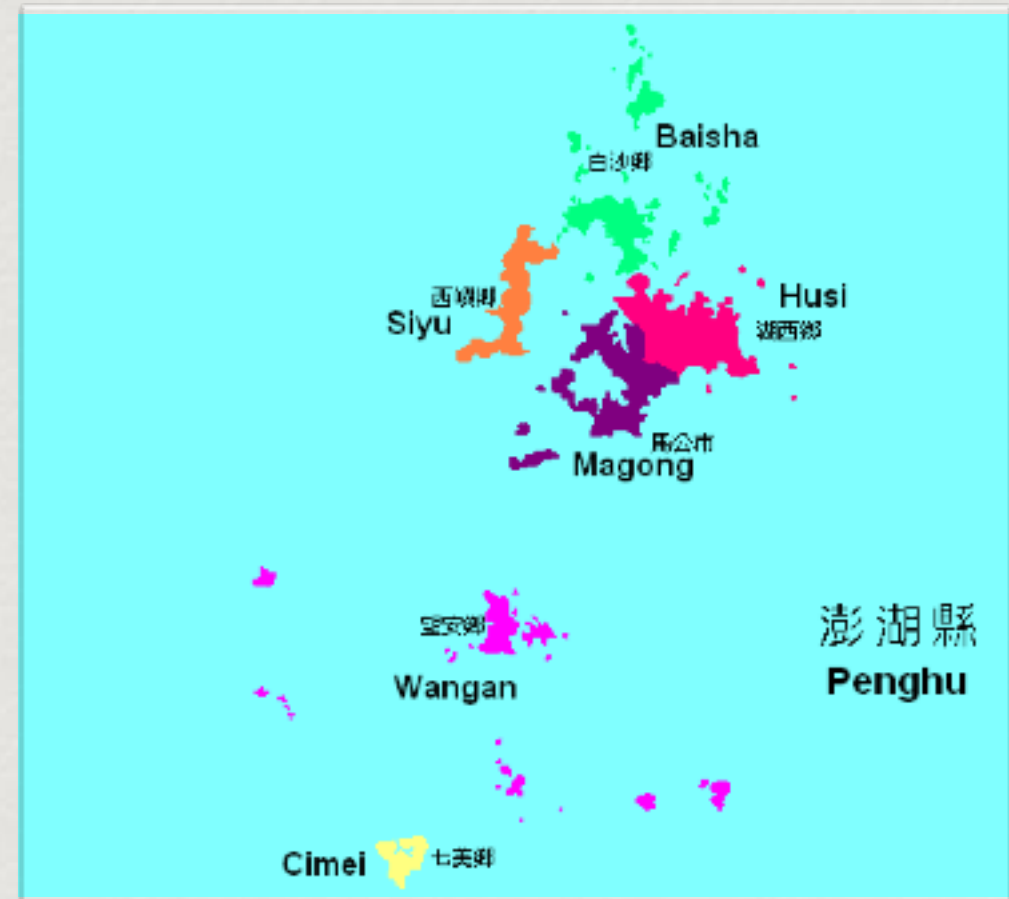 Baisha
白沙鄉
西嶼鄉
Siyu
Husi
湖西鄉
馬公市
Magong
望安鄉
Wangan
澎湖縣
Penghu
Cimei
七美鄉